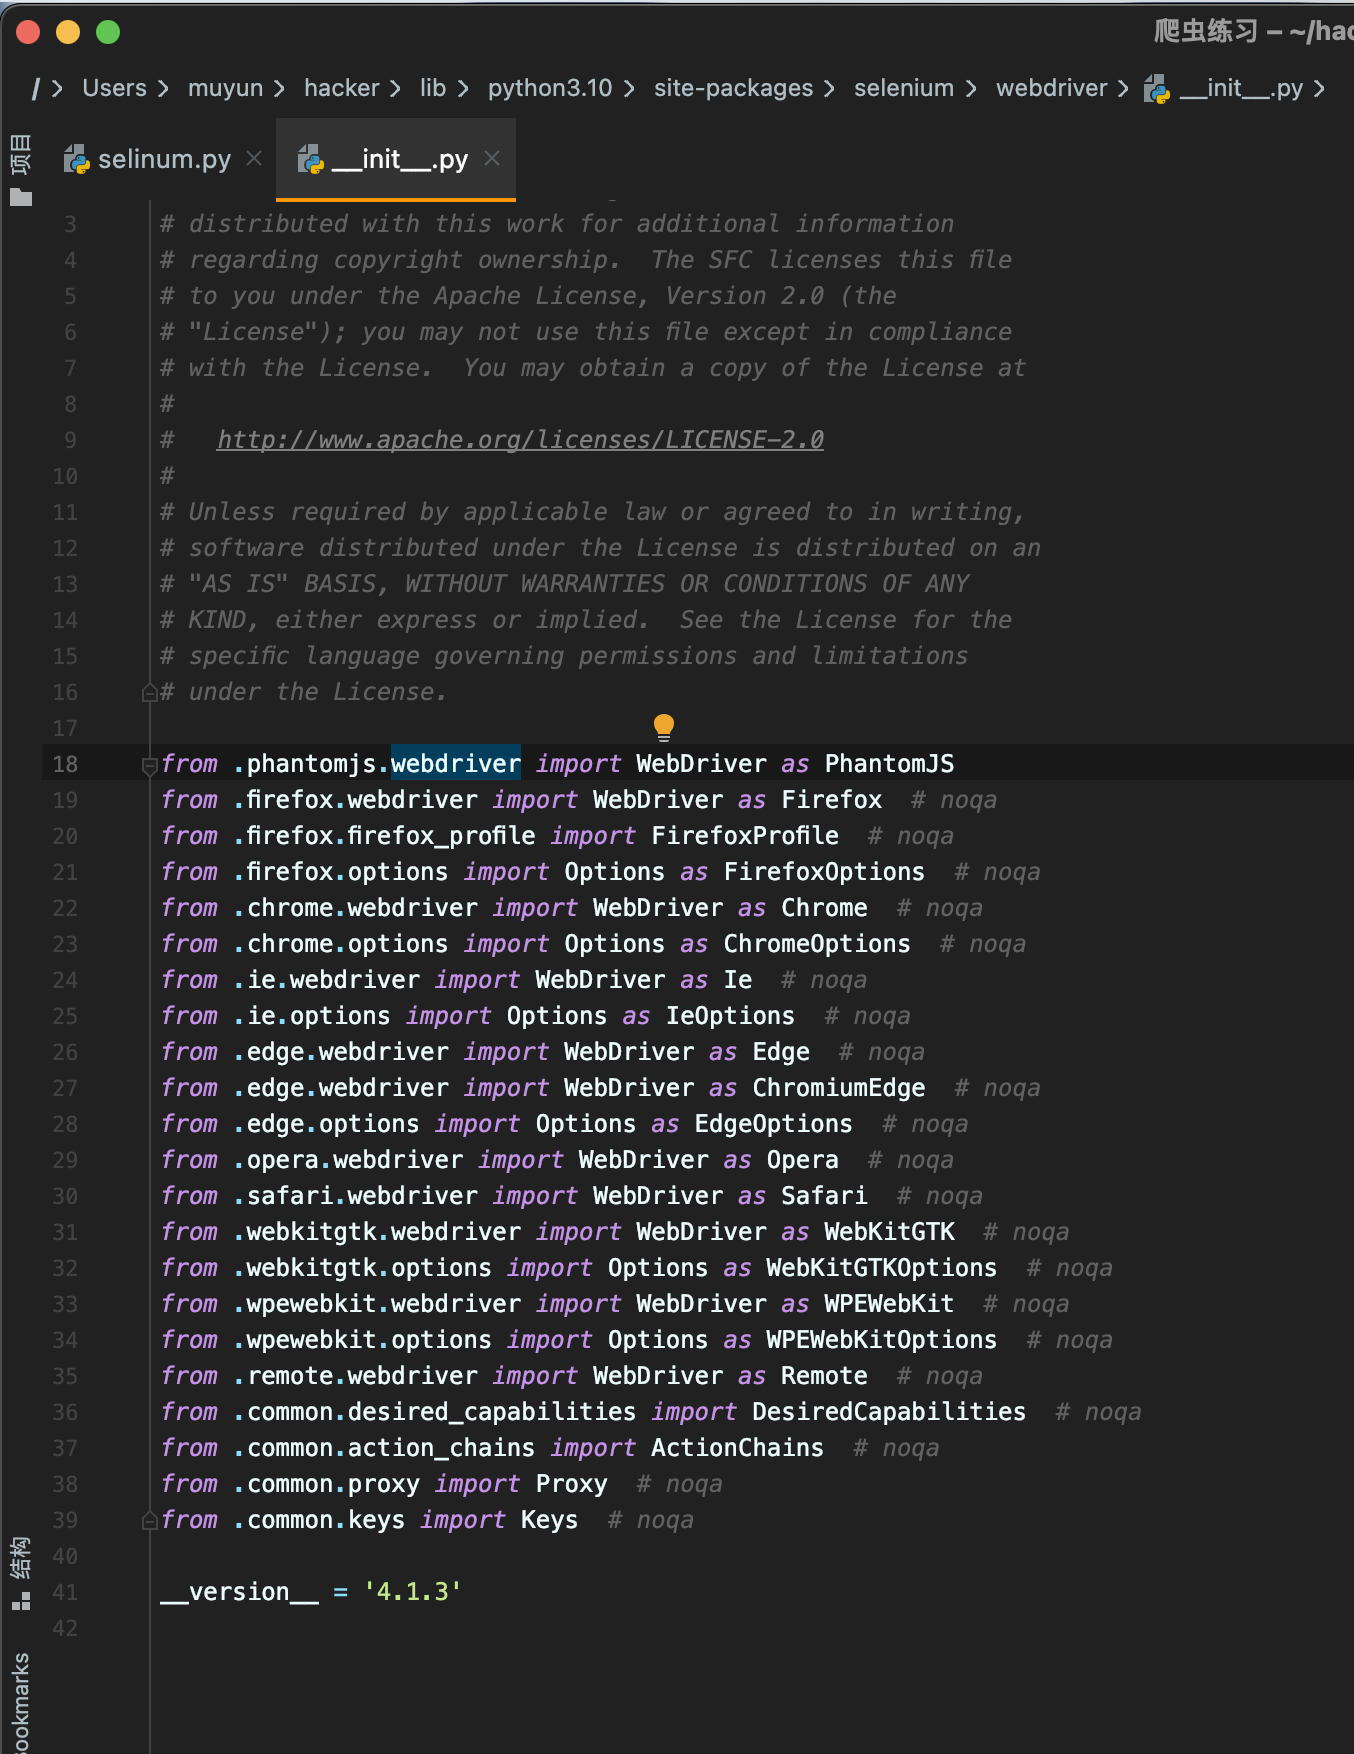 爬虫练习 – ~/hac
/ > Users > muyun > hacker > lib > python3.10 > site-packages > selenium > webdriver > __init__.py >
项目
selinum.py × __init__.py ×
3 # distributed with this work for additional information
4 # regarding copyright ownership.  The SFC licenses this file
5 # to you under the Apache License, Version 2.0 (the
6 # "License"); you may not use this file except in compliance
7 # with the License.  You may obtain a copy of the License at
8 #
9 #   http://www.apache.org/licenses/LICENSE-2.0
10 #
11 # Unless required by applicable law or agreed to in writing,
12 # software distributed under the License is distributed on an
13 # "AS IS" BASIS, WITHOUT WARRANTIES OR CONDITIONS OF ANY
14 # KIND, either express or implied.  See the License for the
15 # specific language governing permissions and limitations
16 # under the License.
17
18 from .phantomjs.webdriver import WebDriver as PhantomJS
19 from .firefox.webdriver import WebDriver as Firefox  # noqa
20 from .firefox.firefox_profile import FirefoxProfile  # noqa
21 from .firefox.options import Options as FirefoxOptions  # noqa
22 from .chrome.webdriver import WebDriver as Chrome  # noqa
23 from .chrome.options import Options as ChromeOptions  # noqa
24 from .ie.webdriver import WebDriver as Ie  # noqa
25 from .ie.options import Options as IeOptions  # noqa
26 from .edge.webdriver import WebDriver as Edge  # noqa
27 from .edge.webdriver import WebDriver as ChromiumEdge  # noqa
28 from .edge.options import Options as EdgeOptions  # noqa
29 from .opera.webdriver import WebDriver as Opera  # noqa
30 from .safari.webdriver import WebDriver as Safari  # noqa
31 from .webkitgtk.webdriver import WebDriver as WebKitGTK  # noqa
32 from .webkitgtk.options import Options as WebKitGTKOptions  # noqa
33 from .wpewebkit.webdriver import WebDriver as WPEWebKit  # noqa
34 from .wpewebkit.options import Options as WPEWebKitOptions  # noqa
35 from .remote.webdriver import WebDriver as Remote  # noqa
36 from .common.desired_capabilities import DesiredCapabilities  # noqa
37 from .common.action_chains import ActionChains  # noqa
38 from .common.proxy import Proxy  # noqa
39 from .common.keys import Keys  # noqa
40
41 __version__ = '4.1.3'
42
结构
ookmarks